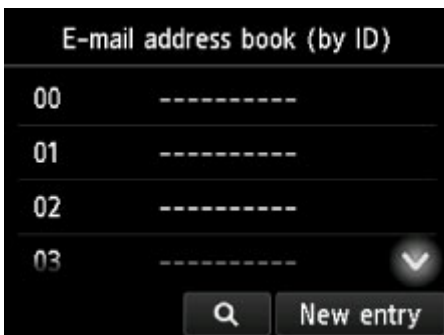 E-mail address book (by ID)
00 ----------
01 ----------
02 ----------
03 ----------
New entry